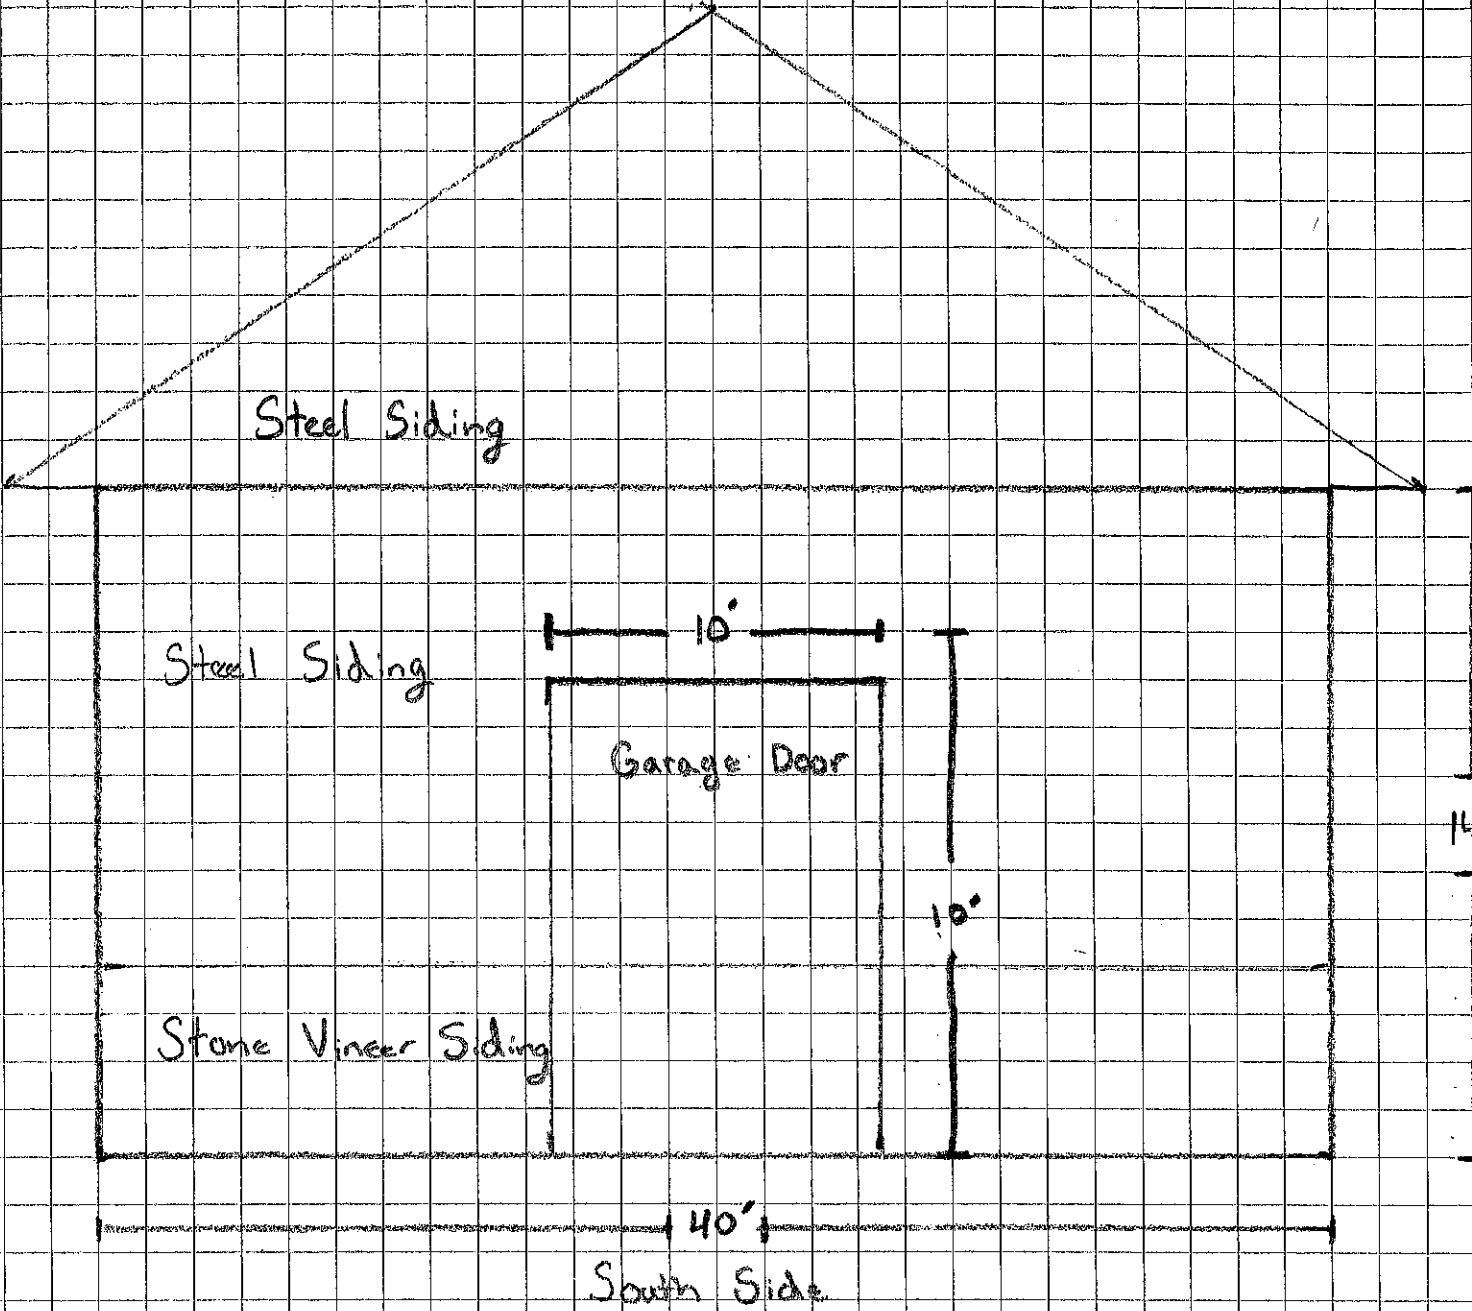 Steel Siding
10'
Steel Siding
Garage Door
10'
Stone Vineer Siding
40'
South Side